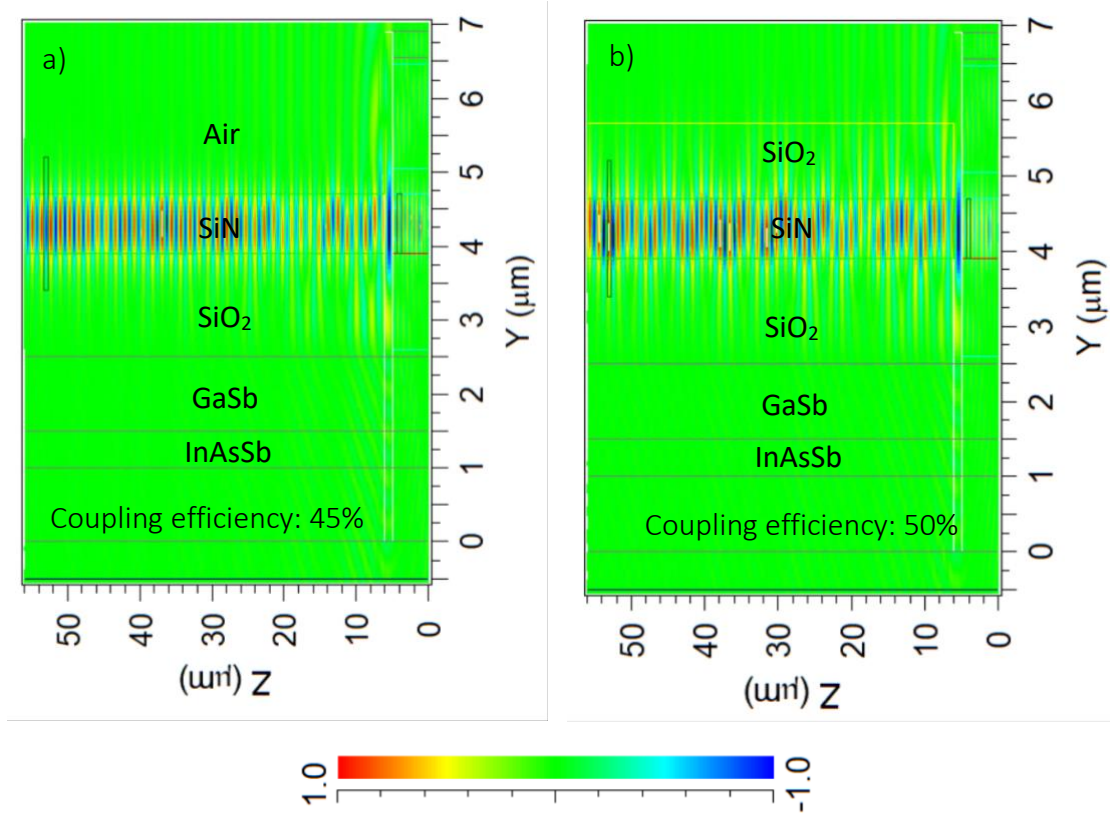 a)
Air
SiN
SiO₂
GaSb
InAsSb
Coupling efficiency: 45%
7
6
5
4
3
2
1
0
Y (μm)
50
40
30
20
10
0
Z (μm)
b)
SiO₂
SiN
SiO₂
GaSb
InAsSb
Coupling efficiency: 50%
7
6
5
4
3
2
1
0
Y (μm)
50
40
30
20
10
0
Z (μm)
1.0
-1.0